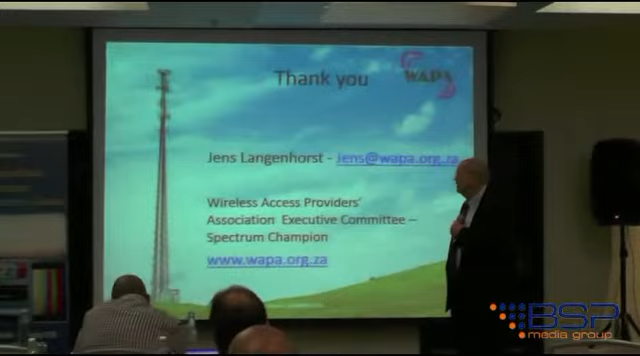 Thank you
WAPA
Jens Langenhorst - jens@wapa.org.za
Wireless Access Providers'
Association Executive Committee –
Spectrum Champion
www.wapa.org.za
BSP
media group